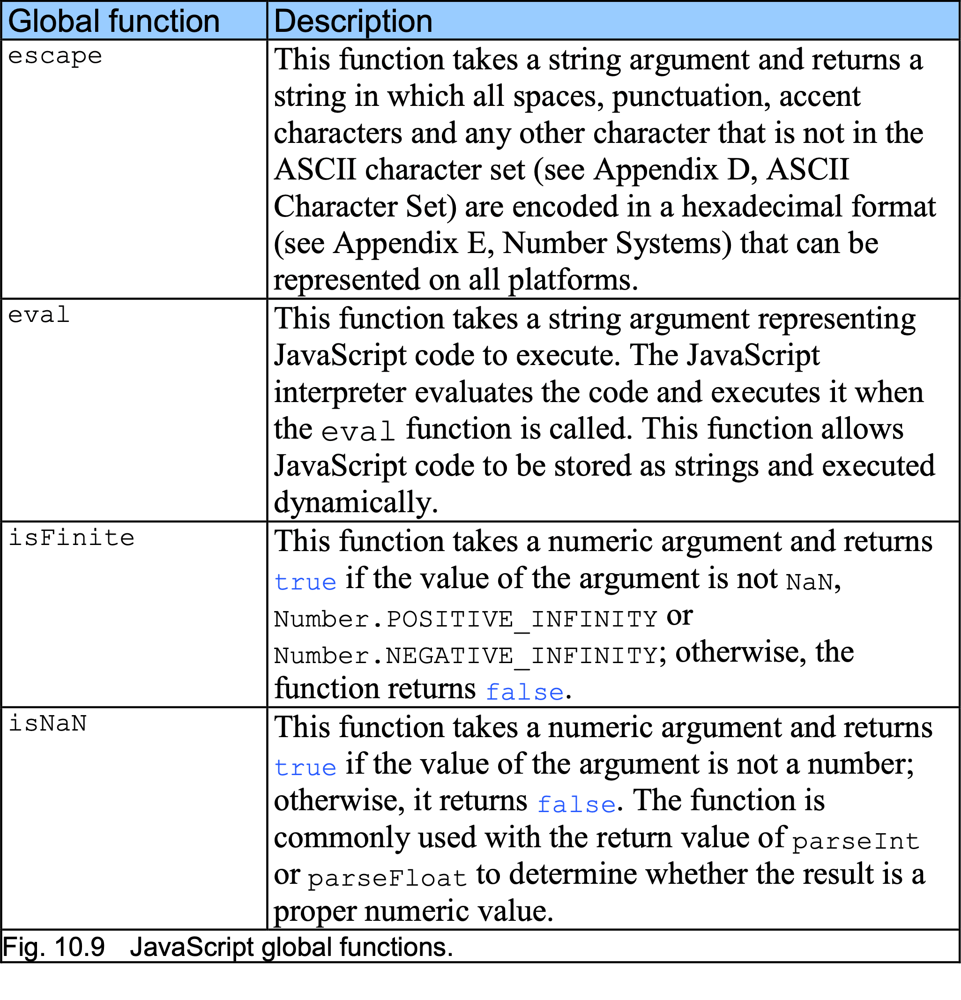 Global function Description
escape This function takes a string argument and returns a
string in which all spaces, punctuation, accent
characters and any other character that is not in the
ASCII character set (see Appendix D, ASCII
Character Set) are encoded in a hexadecimal format
(see Appendix E, Number Systems) that can be
represented on all platforms.
eval This function takes a string argument representing
JavaScript code to execute. The JavaScript
interpreter evaluates the code and executes it when
the eval function is called. This function allows
JavaScript code to be stored as strings and executed
dynamically.
isFinite This function takes a numeric argument and returns
true if the value of the argument is not NaN,
Number.POSITIVE_INFINITY or
Number.NEGATIVE_INFINITY; otherwise, the
function returns false.
isNaN This function takes a numeric argument and returns
true if the value of the argument is not a number;
otherwise, it returns false. The function is
commonly used with the return value of parseInt
or parseFloat to determine whether the result is a
proper numeric value.
Fig. 10.9 JavaScript global functions.